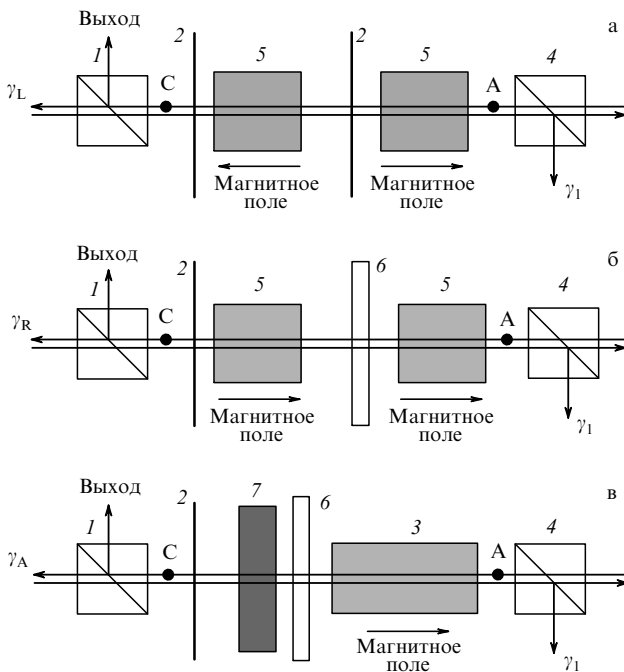 а
Выход
1
2
5
2
5
4
C
A
γL
γ1
Магнитное
поле
Магнитное
поле
б
Выход
1
2
5
6
5
4
C
A
γR
γ1
Магнитное
поле
Магнитное
поле
в
Выход
1
2
7
6
3
4
C
A
γA
γ1
Магнитное
поле